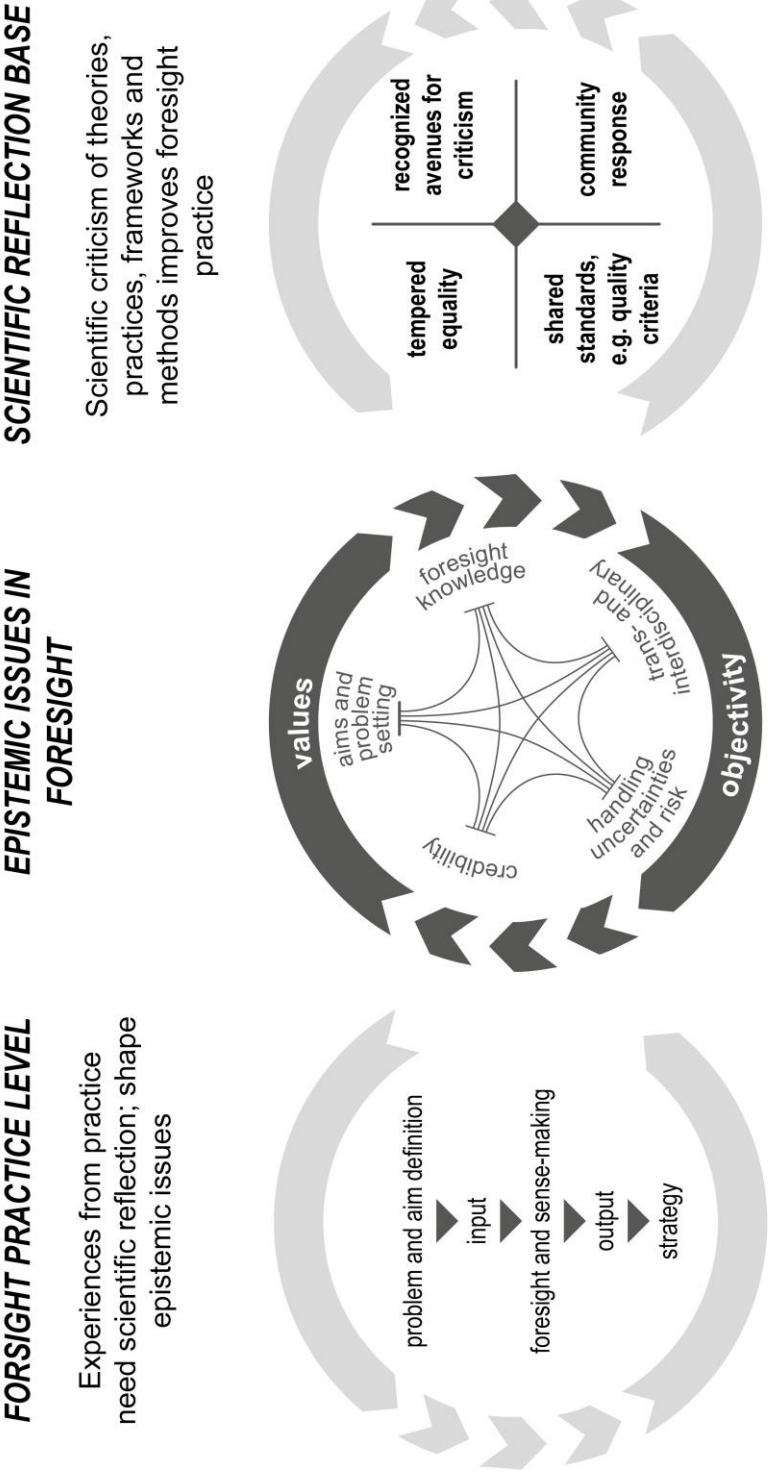 FORSIGHT PRACTICE LEVEL
Experiences from practice
need scientific reflection; shape
epistemic issues
problem and aim definition
input
foresight and sense-making
output
strategy
EPISTEMIC ISSUES IN
FORESIGHT
values
aims and
problem
setting
foresight
knowledge
trans- and
interdisciplinary
handling
uncertainties
and risk
credibility
objectivity
SCIENTIFIC REFLECTION BASE
Scientific criticism of theories,
practices, frameworks and
methods improves foresight
practice
tempered
equality
recognized
avenues for
criticism
shared
standards,
e.g. quality
criteria
community
response